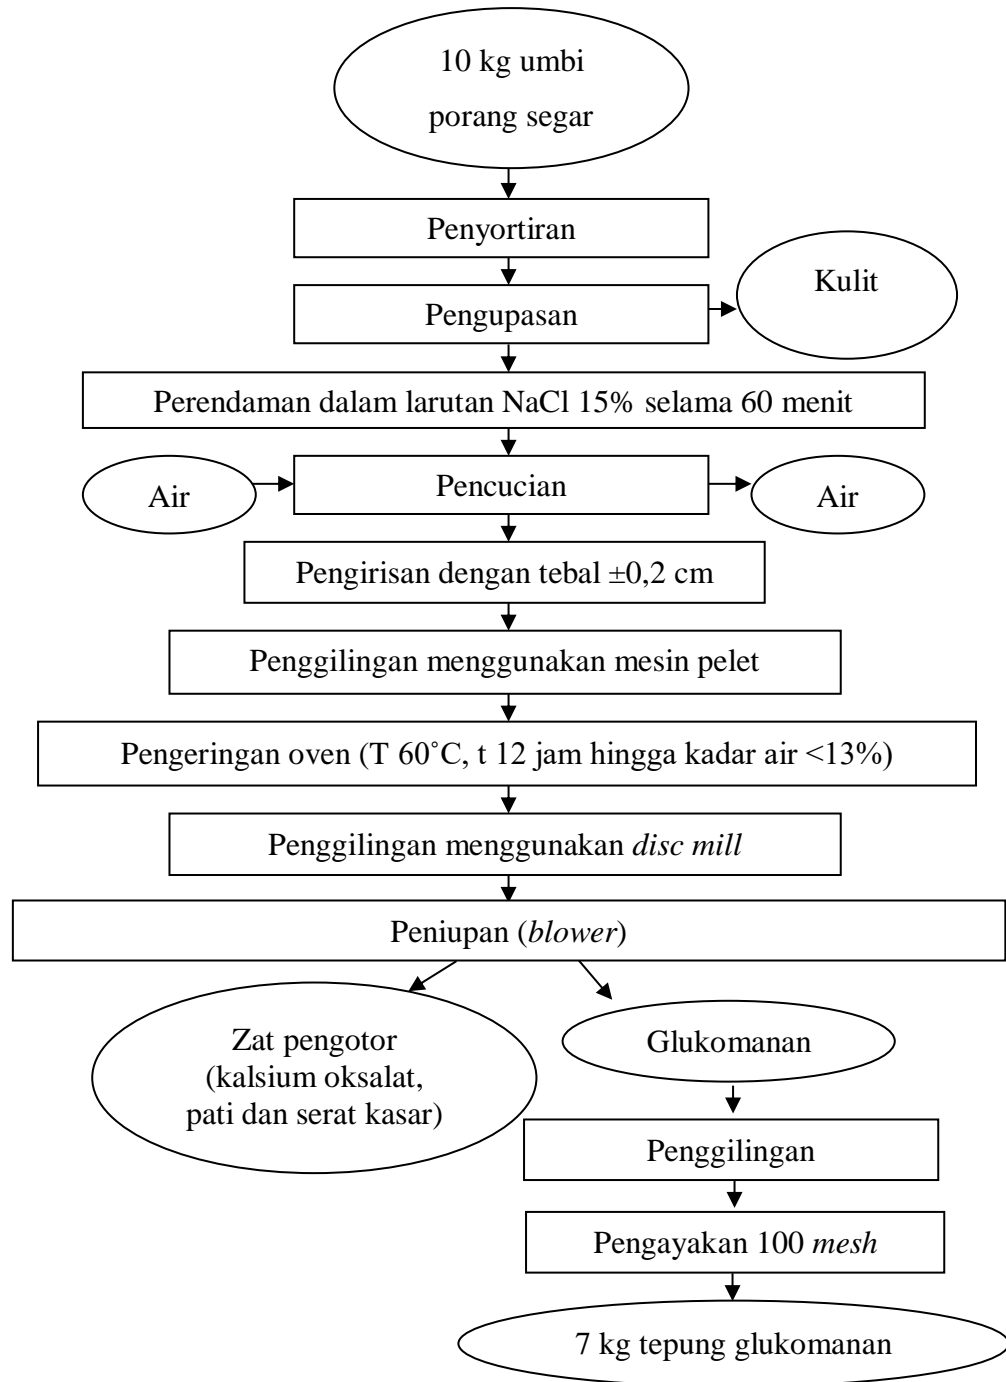 10 kg umbi
porang segar
Penyortiran
Kulit
Pengupasan
Perendaman dalam larutan NaCl 15% selama 60 menit
Air
Pencucian
Air
Pengirisan dengan tebal ±0,2 cm
Penggilingan menggunakan mesin pelet
Pengeringan oven (T 60˚C, t 12 jam hingga kadar air <13%)
Penggilingan menggunakan disc mill
Peniupan (blower)
Zat pengotor
(kalsium oksalat,
pati dan serat kasar)
Glukomanan
Penggilingan
Pengayakan 100 mesh
7 kg tepung glukomanan